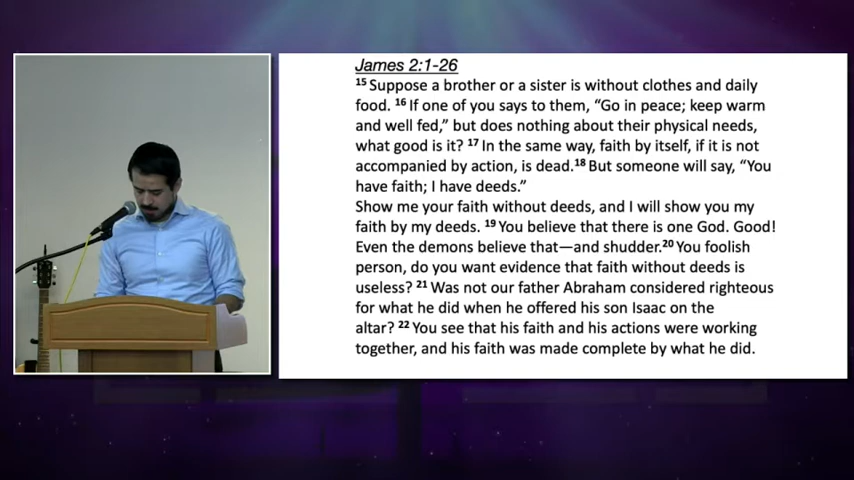 James 2:1-26
¹⁵ Suppose a brother or a sister is without clothes and daily
food. ¹⁶ If one of you says to them, “Go in peace; keep warm
and well fed,” but does nothing about their physical needs,
what good is it? ¹⁷ In the same way, faith by itself, if it is not
accompanied by action, is dead.¹⁸ But someone will say, “You
have faith; I have deeds.”
Show me your faith without deeds, and I will show you my
faith by my deeds. ¹⁹ You believe that there is one God. Good!
Even the demons believe that—and shudder.²⁰ You foolish
person, do you want evidence that faith without deeds is
useless? ²¹ Was not our father Abraham considered righteous
for what he did when he offered his son Isaac on the
altar? ²² You see that his faith and his actions were working
together, and his faith was made complete by what he did.